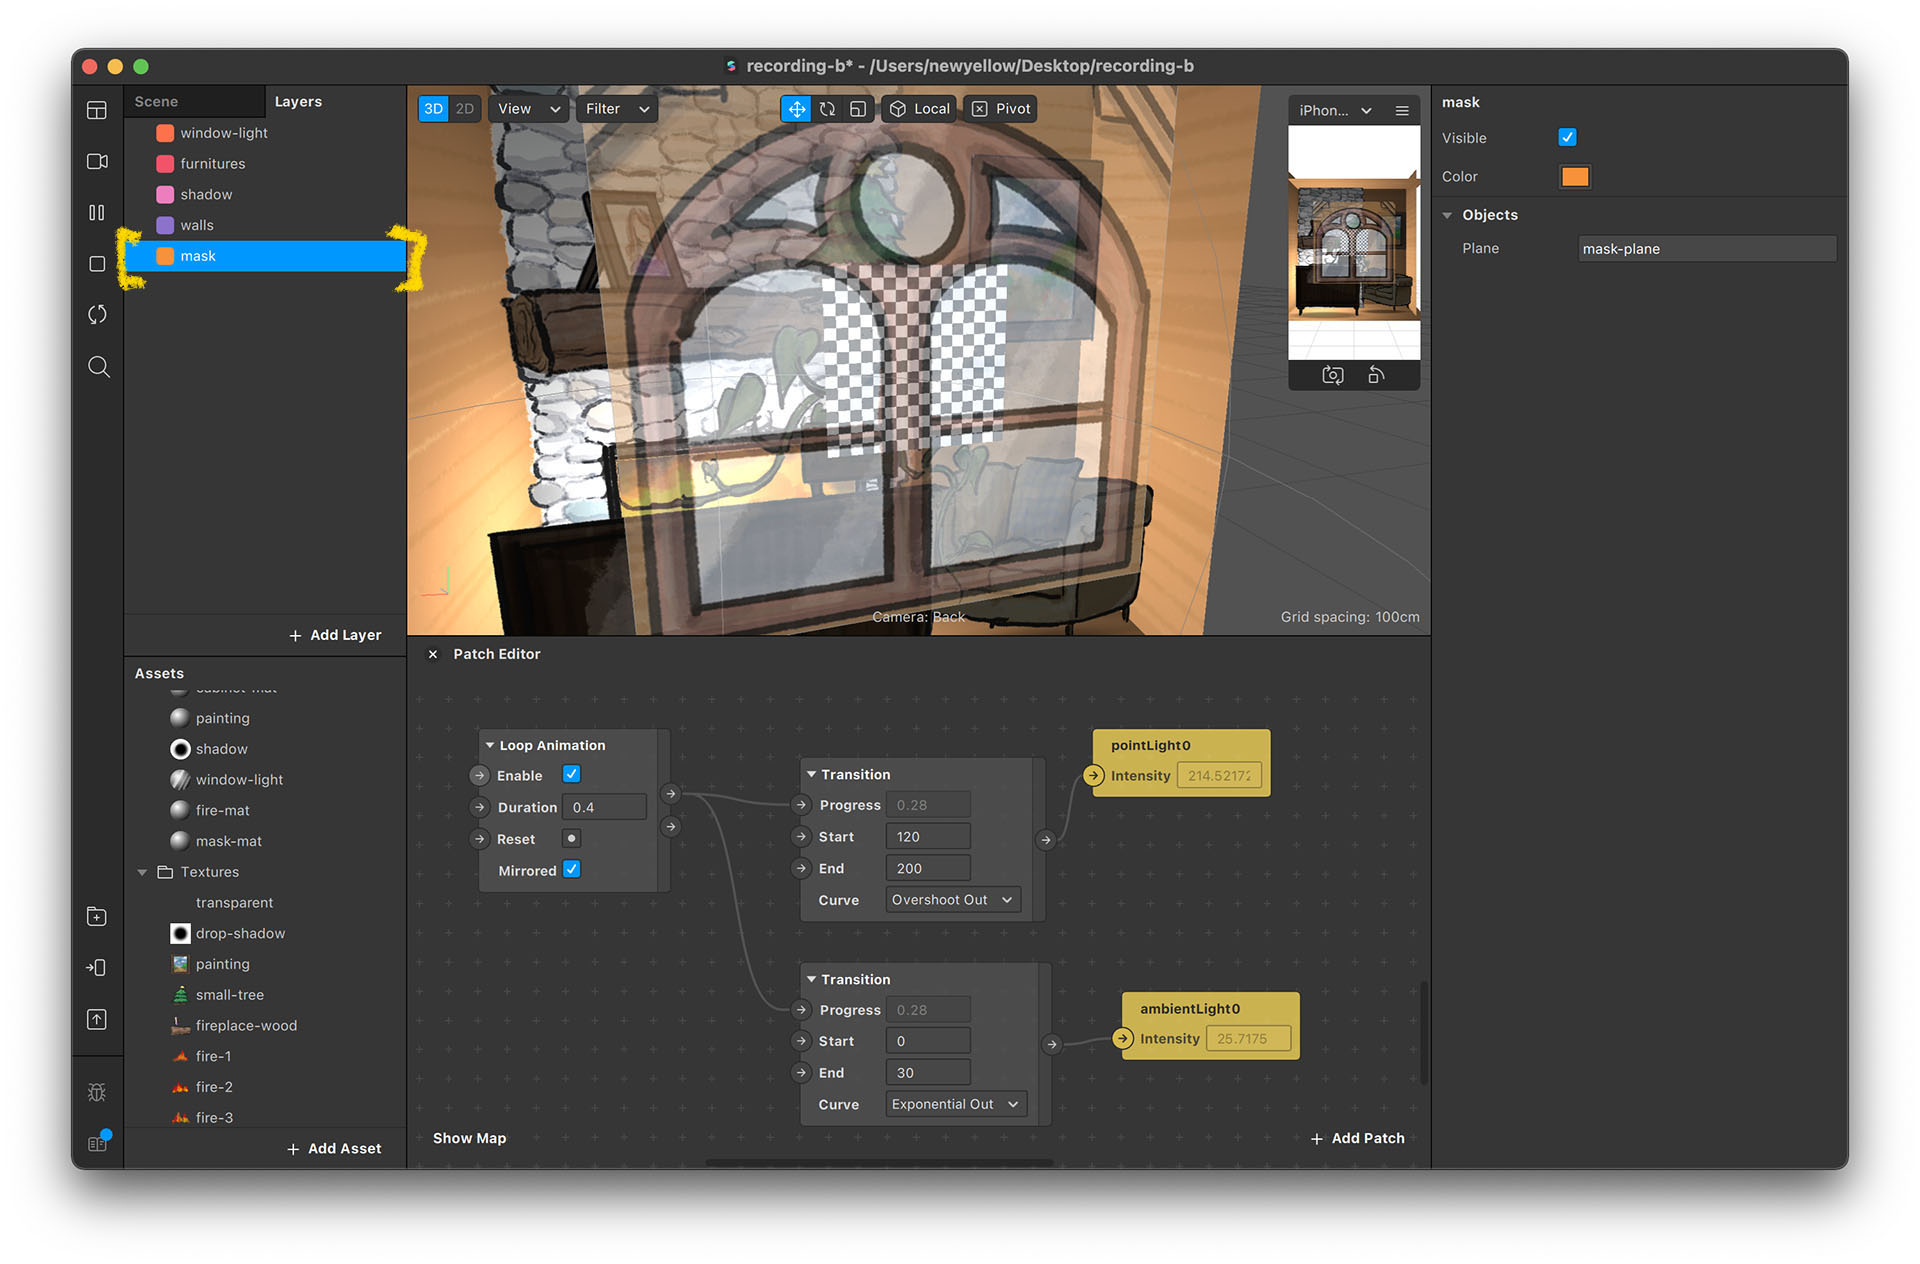 recording-b* - /Users/newyellow/Desktop/recording-b
Scene
Layers
window-light
furnitures
shadow
walls
mask
+ Add Layer
3D
2D
View
Filter
Local
Pivot
iPhon...
Camera: Back
Grid spacing: 100cm
mask
Visible
Color
Objects
Plane
mask-plane
Assets
cabinet-mat
painting
shadow
window-light
fire-mat
mask-mat
Textures
transparent
drop-shadow
painting
small-tree
fireplace-wood
fire-1
fire-2
fire-3
+ Add Asset
Patch Editor
Loop Animation
Enable
Duration 0.4
Reset
Mirrored
Transition
Progress 0.28
Start 120
End 200
Curve Overshoot Out
pointLight0
Intensity 214.52172
Transition
Progress 0.28
Start 0
End 30
Curve Exponential Out
ambientLight0
Intensity 25.7175
Show Map
+ Add Patch